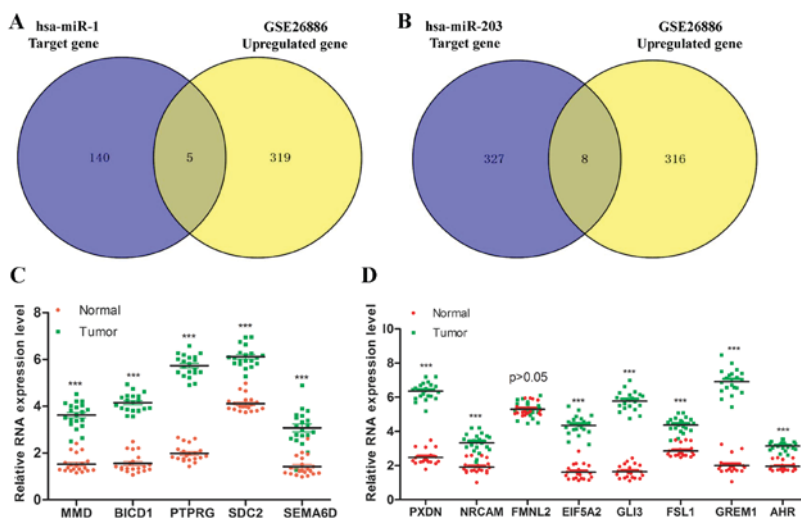 A
hsa-miR-1
Target gene
GSE26886
Upregulated gene
140
5
319
B
hsa-miR-203
Target gene
GSE26886
Upregulated gene
327
8
316
C
Relative RNA expression level
8
6
4
2
0
Normal
Tumor
***
***
***
***
***
MMD
BICD1
PTPRG
SDC2
SEMA6D
D
Relative RNA expression level
10
8
6
4
2
0
Normal
Tumor
***
***
p>0.05
***
***
***
***
***
PXDN
NRCAM
FMNL2
EIF5A2
GLI3
FSL1
GREM1
AHR